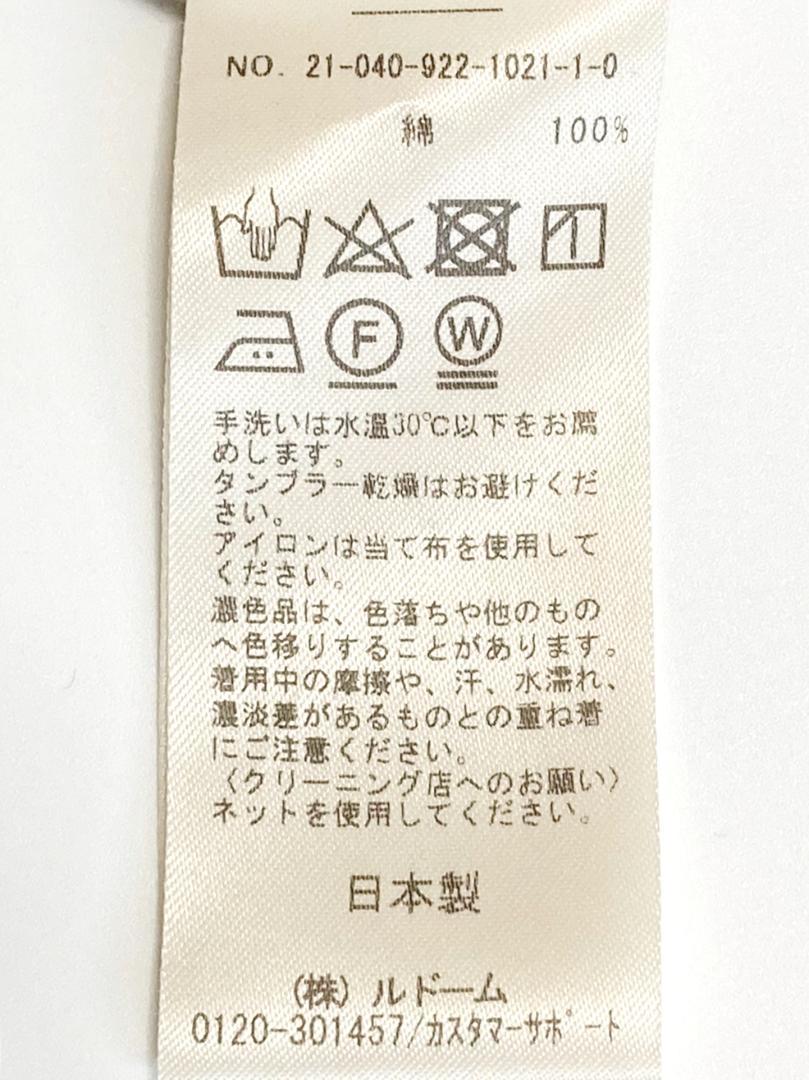 NO. 21-040-922-1021-1-0
綿 100%
F W
手洗いは水温30℃以下をお薦
めします。
タンブラー乾燥はお避けくだ
さい。
アイロンは当て布を使用して
ください。
濃色品は、色落ちや他のもの
へ色移りすることがあります。
着用中の摩擦や、汗、水濡れ、
濃淡差があるものとの重ね着
にご注意ください。
〈クリーニング店へのお願い〉
ネットを使用してください。
日本製
(株)ルドーム
0120-301457/カスタマーサポート